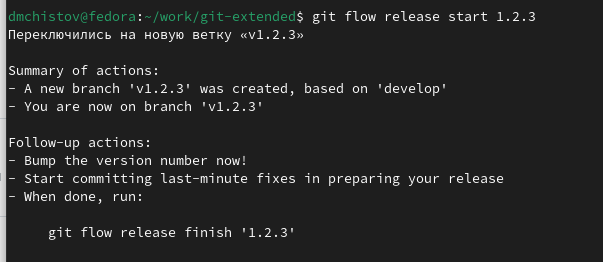 dmchistov@fedora:~/work/git-extended$ git flow release start 1.2.3
Переключились на новую ветку «v1.2.3»
Summary of actions:
- A new branch 'v1.2.3' was created, based on 'develop'
- You are now on branch 'v1.2.3'
Follow-up actions:
- Bump the version number now!
- Start committing last-minute fixes in preparing your release
- When done, run:
git flow release finish '1.2.3'